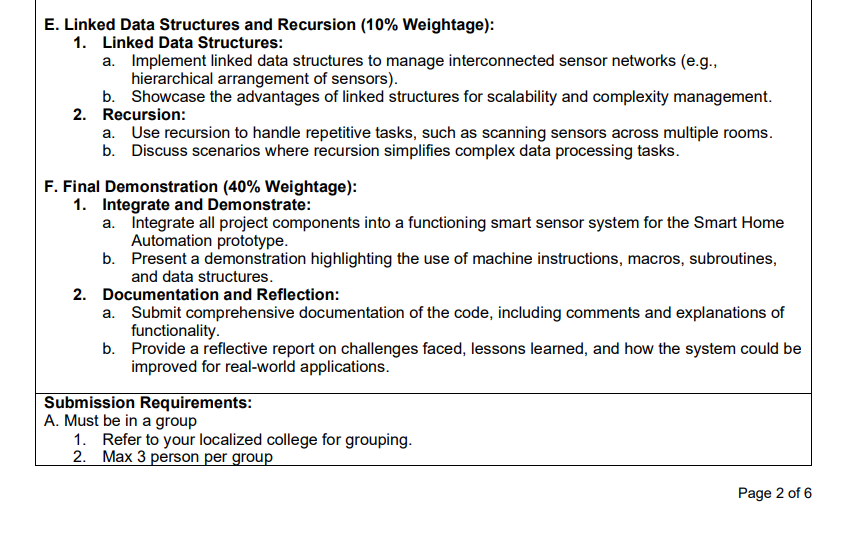 E. Linked Data Structures and Recursion (10% Weightage):
1. Linked Data Structures:
a. Implement linked data structures to manage interconnected sensor networks (e.g.,
hierarchical arrangement of sensors).
b. Showcase the advantages of linked structures for scalability and complexity management.
2. Recursion:
a. Use recursion to handle repetitive tasks, such as scanning sensors across multiple rooms.
b. Discuss scenarios where recursion simplifies complex data processing tasks.
F. Final Demonstration (40% Weightage):
1. Integrate and Demonstrate:
a. Integrate all project components into a functioning smart sensor system for the Smart Home
Automation prototype.
b. Present a demonstration highlighting the use of machine instructions, macros, subroutines,
and data structures.
2. Documentation and Reflection:
a. Submit comprehensive documentation of the code, including comments and explanations of
functionality.
b. Provide a reflective report on challenges faced, lessons learned, and how the system could be
improved for real-world applications.
Submission Requirements:
A. Must be in a group
1. Refer to your localized college for grouping.
2. Max 3 person per group
Page 2 of 6